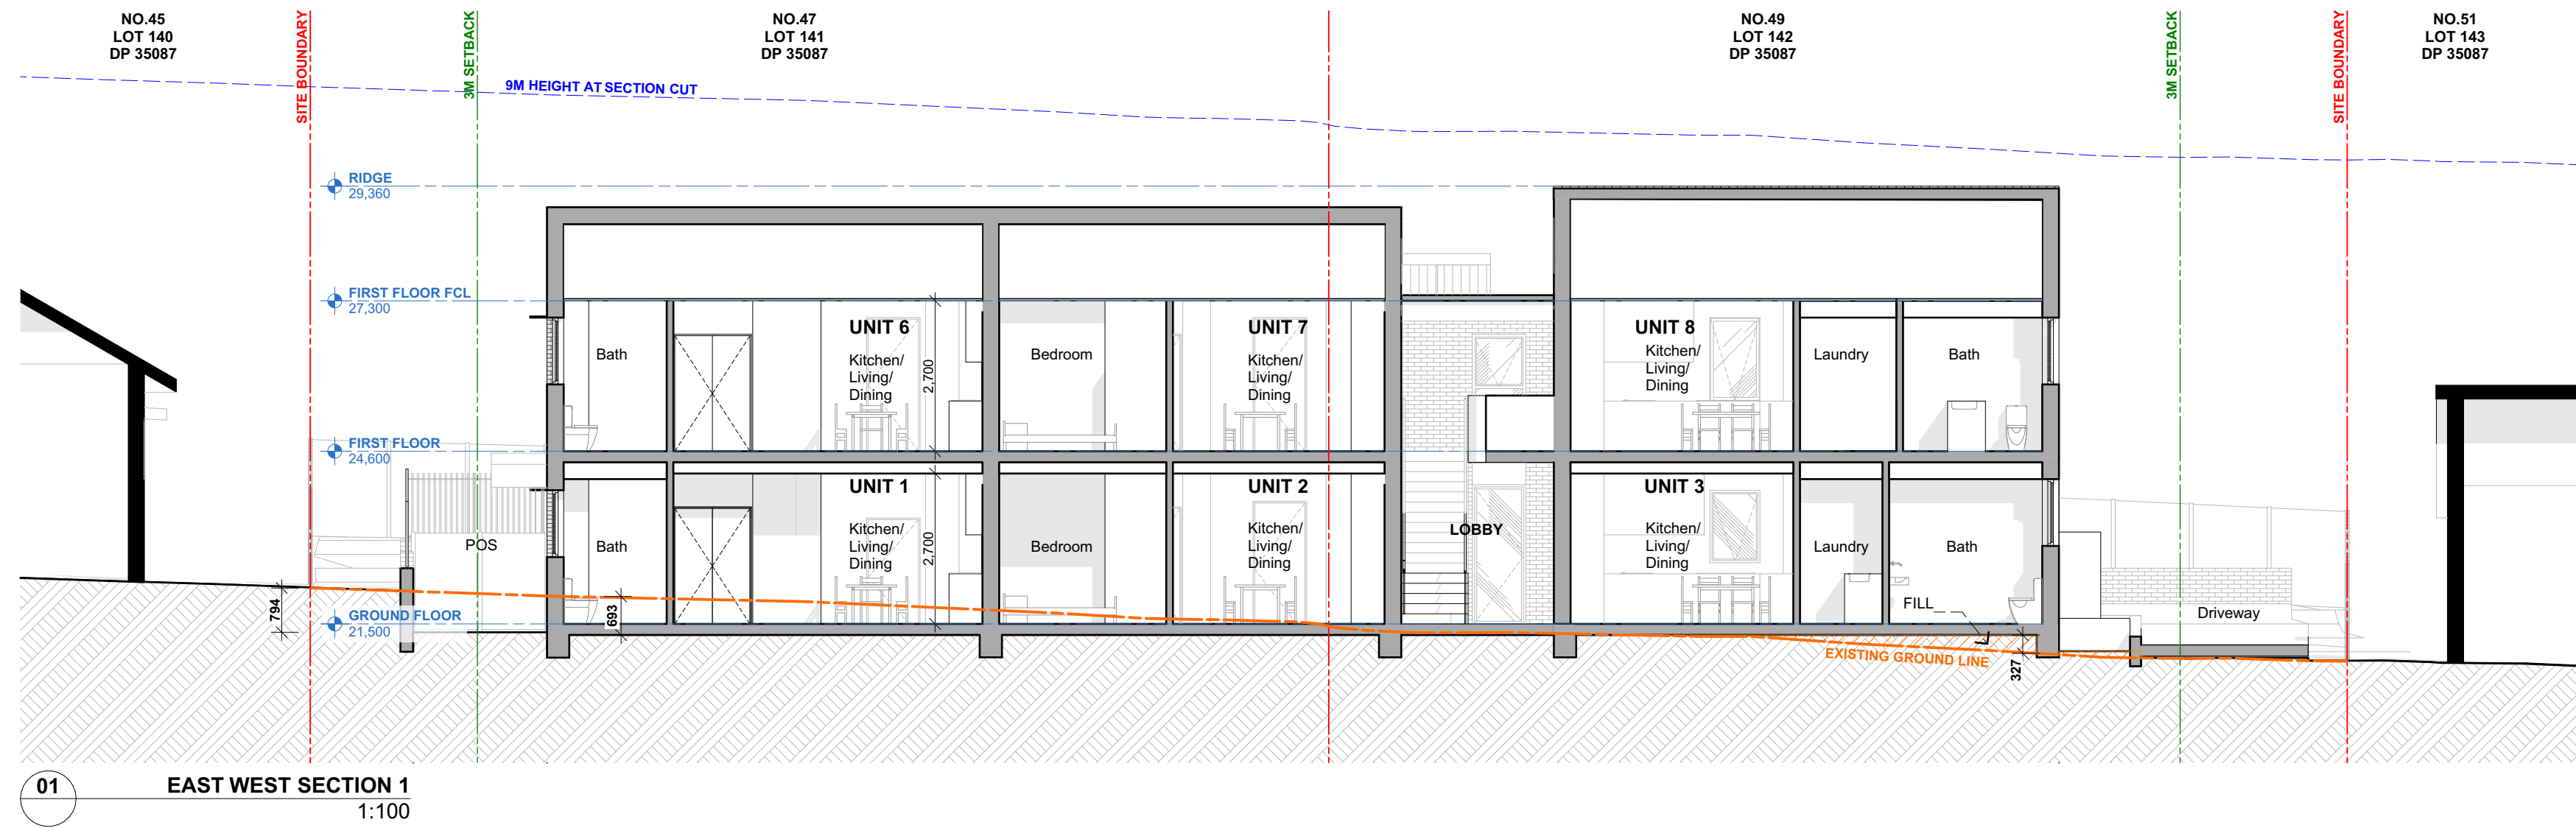 NO.45
LOT 140
DP 35087
SITE BOUNDARY
3M SETBACK
NO.47
LOT 141
DP 35087
NO.49
LOT 142
DP 35087
3M SETBACK
SITE BOUNDARY
NO.51
LOT 143
DP 35087
9M HEIGHT AT SECTION CUT
RIDGE
29,360
FIRST FLOOR FCL
27,300
UNIT 6
Kitchen/
Living/
Dining
Bath
2,700
Bedroom
UNIT 7
Kitchen/
Living/
Dining
UNIT 8
Kitchen/
Living/
Dining
Laundry
Bath
FIRST FLOOR
24,600
UNIT 1
Kitchen/
Living/
Dining
POS
Bath
2,700
Bedroom
UNIT 2
Kitchen/
Living/
Dining
LOBBY
UNIT 3
Kitchen/
Living/
Dining
Laundry
Bath
FILL
Driveway
794
693
GROUND FLOOR
21,500
EXISTING GROUND LINE
327
01
EAST WEST SECTION 1
1:100